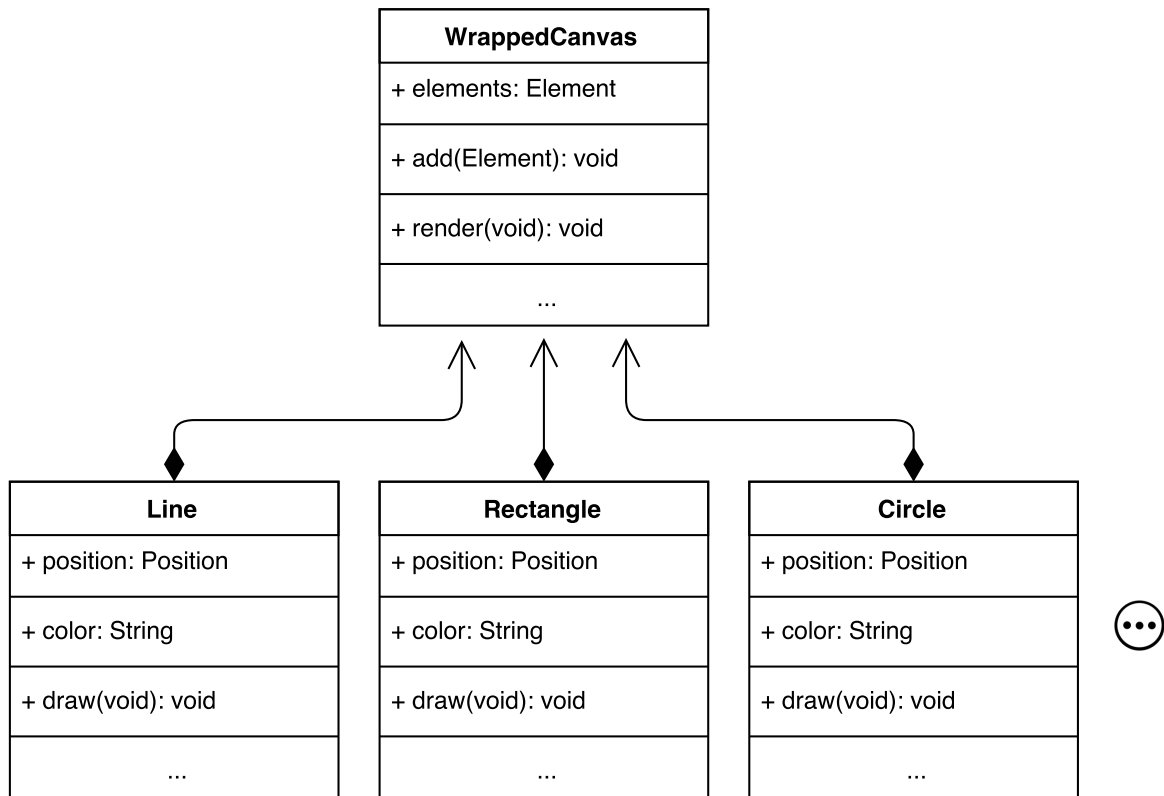 WrappedCanvas
+ elements: Element
+ add(Element): void
+ render(void): void
...
Line
+ position: Position
+ color: String
+ draw(void): void
...
Rectangle
+ position: Position
+ color: String
+ draw(void): void
...
Circle
+ position: Position
+ color: String
+ draw(void): void
...